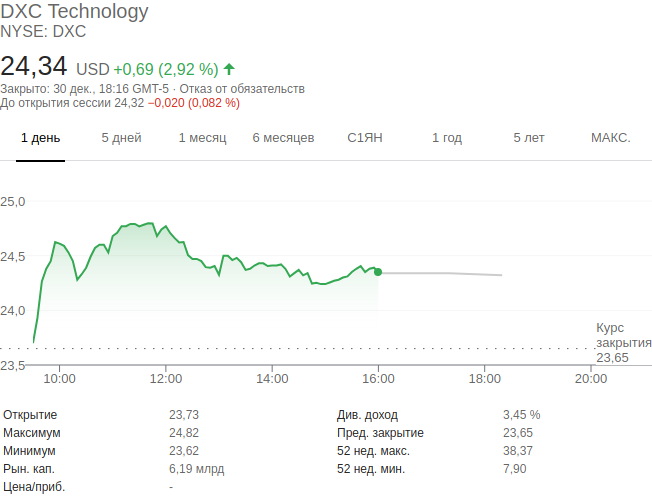 DXC Technology
NYSE: DXC
24,34 USD +0,69 (2,92 %)
Закрыто: 30 дек., 18:16 GMT-5 · Отказ от обязательств
До открытия сессии 24,32 −0,020 (0,082 %)
1 день 5 дней 1 месяц 6 месяцев С1ЯН 1 год 5 лет МАКС.
25,0
24,5
24,0
Курс
закрытия
23,65
23,5
10:00 12:00 14:00 16:00 18:00 20:00
Открытие 23,73 Див. доход 3,45 %
Максимум 24,82 Пред. закрытие 23,65
Минимум 23,62 52 нед. макс. 38,37
Рын. кап. 6,19 млрд 52 нед. мин. 7,90
Цена/приб. -